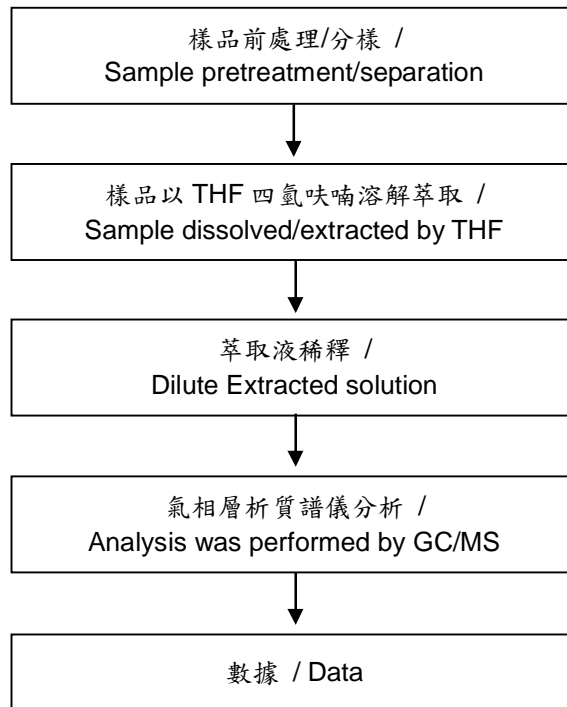 樣品前處理/分樣 /
Sample pretreatment/separation
樣品以 THF 四氫呋喃溶解萃取 /
Sample dissolved/extracted by THF
萃取液稀釋 /
Dilute Extracted solution
氣相層析質譜儀分析 /
Analysis was performed by GC/MS
數據 / Data